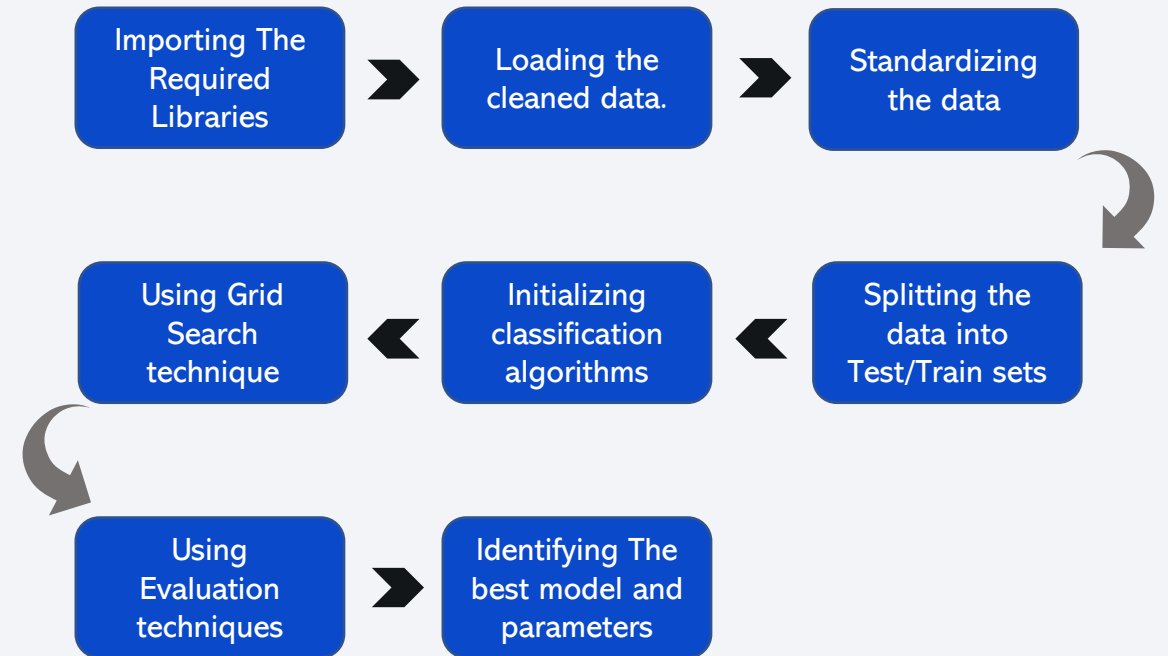 Importing The
Required
Libraries
Loading the
cleaned data.
Standardizing
the data
Splitting the
data into
Test/Train sets
Initializing
classification
algorithms
Using Grid
Search
technique
Using
Evaluation
techniques
Identifying The
best model and
parameters